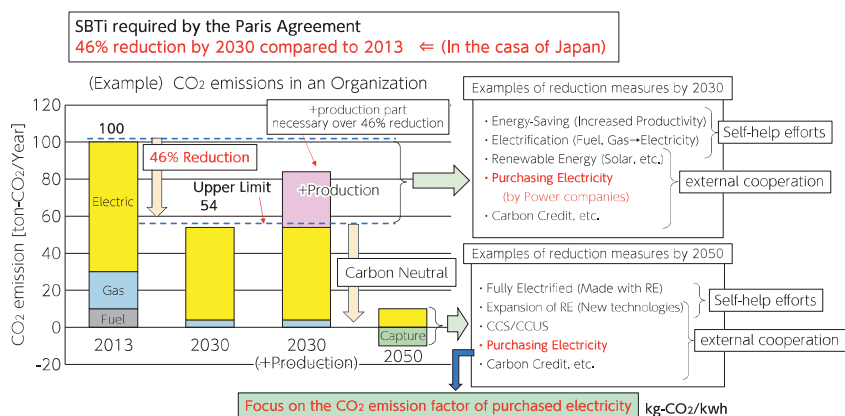 SBTi required by the Paris Agreement
46% reduction by 2030 compared to 2013 ⇐ (In the casa of Japan)
(Example) CO2 emissions in an Organization
CO2 emission [ton-CO2/Year]
120
100
80
60
40
20
0
-20
100
Electric
Gas
Fuel
46% Reduction
Upper Limit
54
+production part
necessary over 46% reduction
+Production
Carbon Neutral
Capture
2013
2030
2030
(+Production)
2050
Examples of reduction measures by 2030
・Energy-Saving (Increased Productivity)
・Electrification (Fuel, Gas→Electricity)
・Renewable Energy (Solar, etc.)
・Purchasing Electricity
(by Power companies)
・Carbon Credit, etc.
Self-help efforts
external cooperation
Examples of reduction measures by 2050
・Fully Electrified (Made with RE)
・Expansion of RE (New technologies)
・CCS/CCUS
・Purchasing Electricity
・Carbon Credit, etc.
Self-help efforts
external cooperation
Focus on the CO2 emission factor of purchased electricity
kg-CO2/kwh